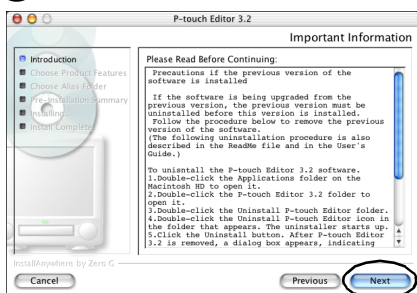 P-touch Editor 3.2
Important Information
Introduction
Choose Product Features
Choose Alias Folder
Pre-Installation Summary
Installing...
Install Complete
Please Read Before Continuing:
Precautions if the previous version of the
software is installed
If the software is being upgraded from the
previous version, the previous version must be
uninstalled before this version is installed.
Follow the procedure below to remove the previous
version of the software.
(The following uninstallation procedure is also
described in the ReadMe file and in the User's
Guide.)
To uninstall the P-touch Editor 3.2 software.
1.Double-click the Applications folder on the
Macintosh HD to open it.
2.Double-click the P-touch Editor 3.2 folder to
open it.
3.Double-click the Uninstall P-touch Editor folder.
4.Double-click the Uninstall P-touch Editor icon in
the folder that appears. The uninstaller starts up.
5.Click the Uninstall button. After P-touch Editor
3.2 is removed, a dialog box appears, indicating
InstallAnywhere by Zero G
Cancel
Previous
Next